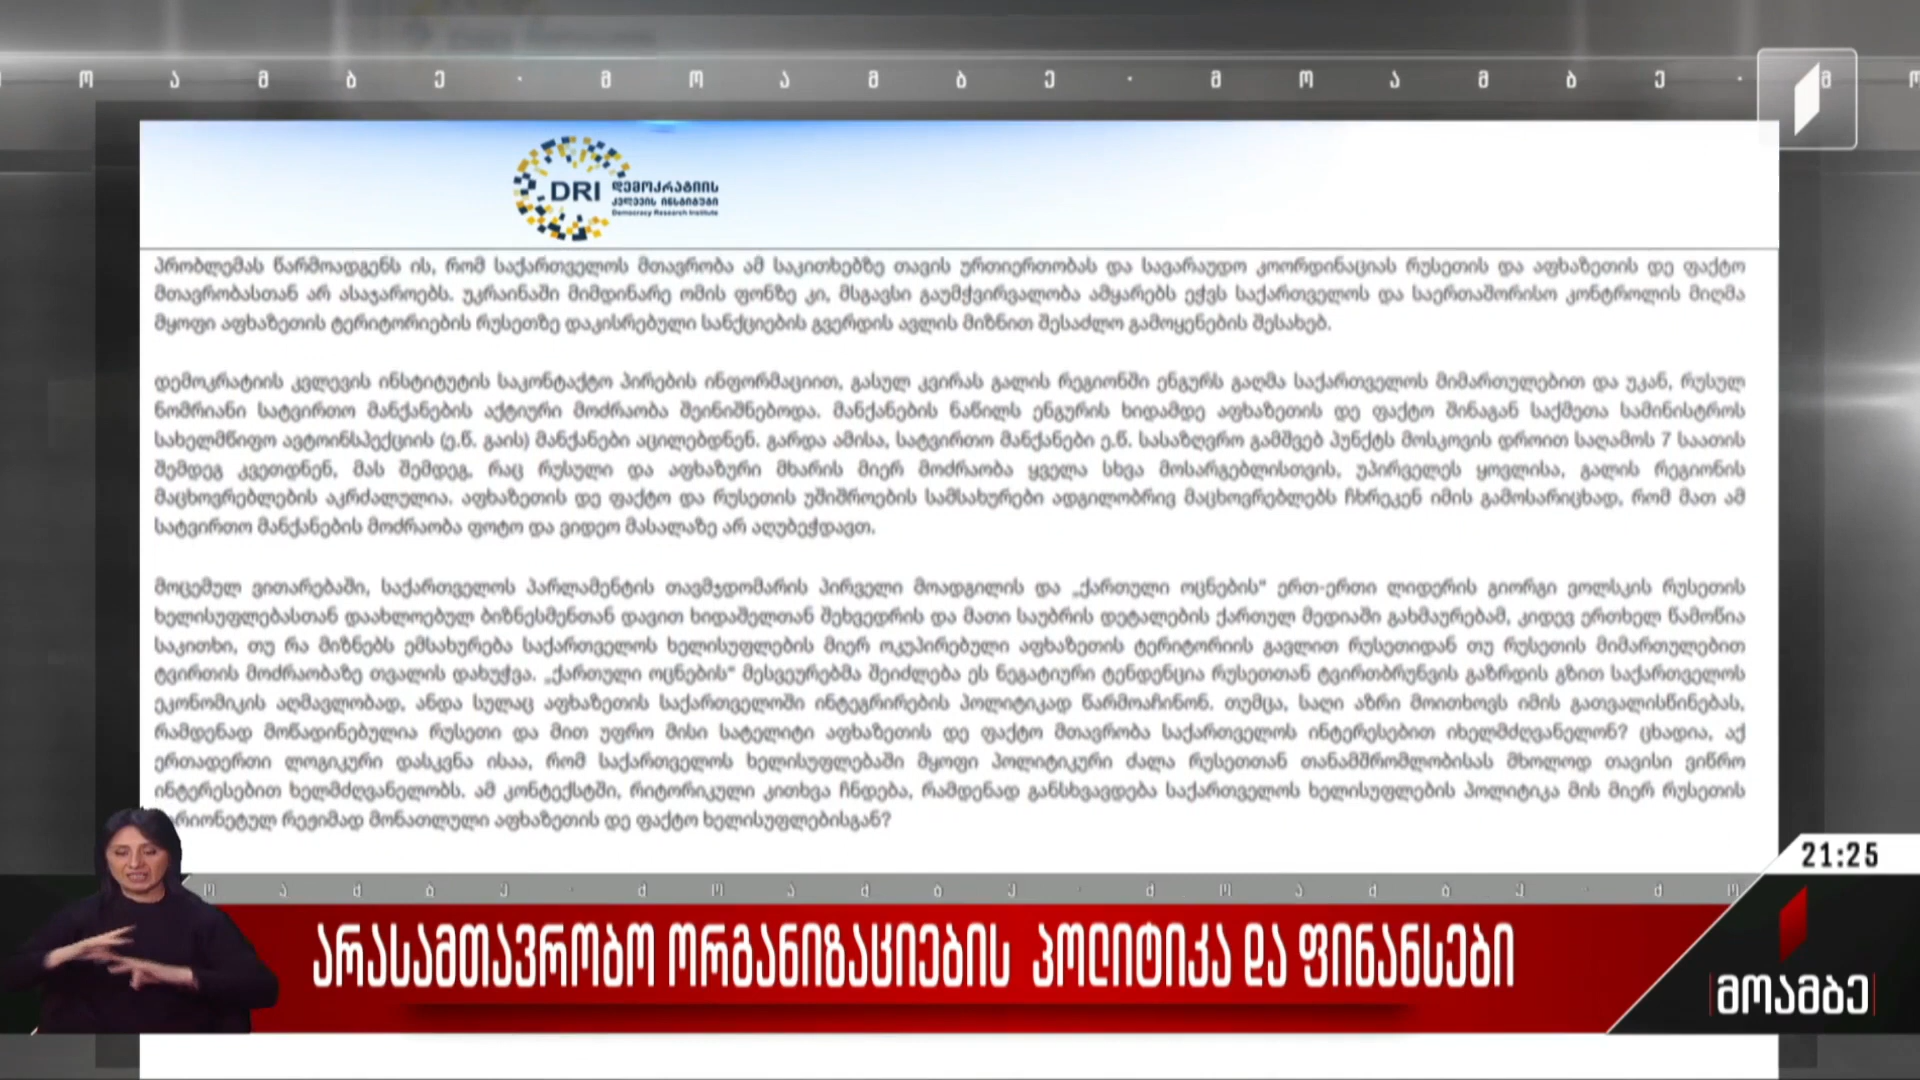 ო ა მ ბ ე · მ ო ა მ ბ ე · მ ო ა მ ბ ე · მ ო
DRI დემოკრატიის
კვლევის ინსტიტუტი
Democracy Research Institute
პრობლემას წარმოადგენს ის, რომ საქართველოს მთავრობა ამ საკითხებზე თავის ურთიერთობას და სავარაუდო კოორდინაციას რუსეთის და აფხაზეთის დე ფაქტო
მთავრობასთან არ ასაჯაროებს. უკრაინაში მიმდინარე ომის ფონზე კი, მსგავსი გაუმჭვირვალობა ამყარებს ეჭვს საქართველოს და საერთაშორისო კონტროლის მიღმა
მყოფი აფხაზეთის ტერიტორიების რუსეთზე დაკისრებული სანქციების გვერდის ავლის მიზნით შესაძლო გამოყენების შესახებ.
დემოკრატიის კვლევის ინსტიტუტის საკონტაქტო პირების ინფორმაციით, გასულ კვირას გალის რეგიონში ენგურს გაღმა საქართველოს მიმართულებით და უკან, რუსულ
ნომრიანი სატვირთო მანქანების აქტიური მოძრაობა შეინიშნებოდა. მანქანების ნაწილს ენგურის ხიდამდე აფხაზეთის დე ფაქტო შინაგან საქმეთა სამინისტროს
სახელმწიფო ავტოინსპექციის (ე.წ. გაის) მანქანები აცილებდნენ. გარდა ამისა, სატვირთო მანქანები ე.წ. სასაზღვრო გამშვებ პუნქტს მოსკოვის დროით საღამოს 7 საათის
შემდეგ კვეთდნენ, მას შემდეგ, რაც რუსული და აფხაზური მხარის მიერ მოძრაობა ყველა სხვა მოსარგებლისთვის, უპირველეს ყოვლისა, გალის რეგიონის
მაცხოვრებლების აკრძალულია. აფხაზეთის დე ფაქტო და რუსეთის უშიშროების სამსახურები ადგილობრივ მაცხოვრებლებს ჩხრეკენ იმის გამოსარიცხად, რომ მათ ამ
სატვირთო მანქანების მოძრაობა ფოტო და ვიდეო მასალაზე არ აღუბეჭდავთ.
მოცემულ ვითარებაში, საქართველოს პარლამენტის თავმჯდომარის პირველი მოადგილის და „ქართული ოცნების“ ერთ-ერთი ლიდერის გიორგი ვოლსკის რუსეთის
ხელისუფლებასთან დაახლოებულ ბიზნესმენთან დავით ხიდაშელთან შეხვედრის და მათი საუბრის დეტალების ქართულ მედიაში გახმაურებამ, კიდევ ერთხელ წამოწია
საკითხი, თუ რა მიზნებს ემსახურება საქართველოს ხელისუფლების მიერ ოკუპირებული აფხაზეთის ტერიტორიის გავლით რუსეთიდან თუ რუსეთის მიმართულებით
ტვირთის მოძრაობაზე თვალის დახუჭვა. „ქართული ოცნების“ მესვეურებმა შეიძლება ეს ნეგატიური ტენდენცია რუსეთთან ტვირთბრუნვის გაზრდის გზით საქართველოს
ეკონომიკის აღმავლობად, ანდა სულაც აფხაზეთის საქართველოში ინტეგრირების პოლიტიკად წარმოაჩინონ. თუმცა, საღი აზრი მოითხოვს იმის გათვალისწინებას,
რამდენად მოწადინებულია რუსეთი და მით უფრო მისი სატელიტი აფხაზეთის დე ფაქტო მთავრობა საქართველოს ინტერესებით იხელმძღვანელონ? ცხადია, აქ
ერთადერთი ლოგიკური დასკვნა ისაა, რომ საქართველოს ხელისუფლებაში მყოფი პოლიტიკური ძალა რუსეთთან თანამშრომლობისას მხოლოდ თავისი ვიწრო
ინტერესებით ხელმძღვანელობს. ამ კონტექსტში, რიტორიკული კითხვა ჩნდება, რამდენად განსხვავდება საქართველოს ხელისუფლების პოლიტიკა მის მიერ რუსეთის
რიონეტულ რეჟიმად მონათლული აფხაზეთის დე ფაქტო ხელისუფლებისგან?
21:25
არასამთავრობო ორგანიზაციების პოლიტიკა და ფინანსები
მოამბე